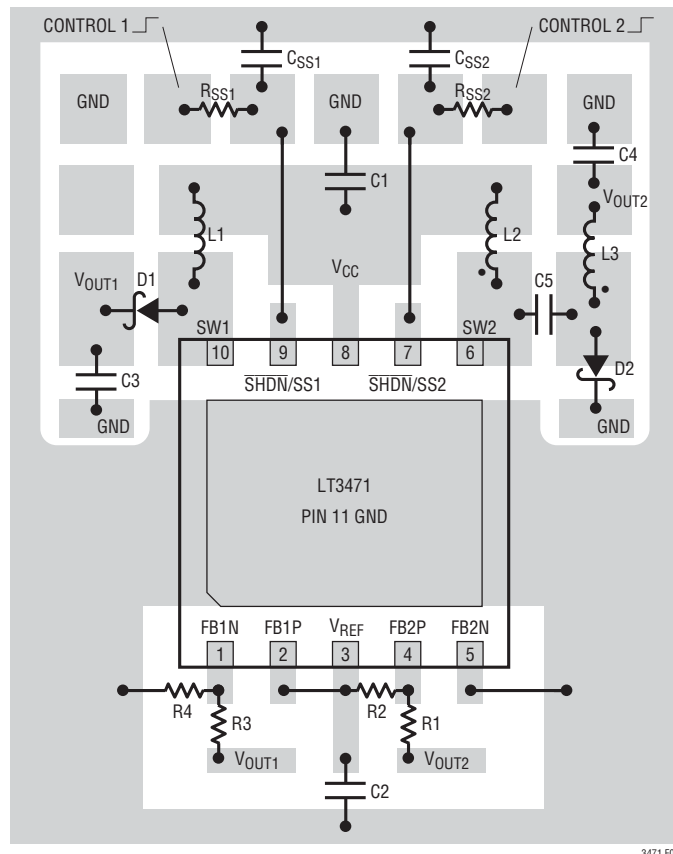 CONTROL 1
CONTROL 2
CSS1
CSS2
RSS1
RSS2
GND
GND
GND
C4
C1
VOUT2
L1
L2
L3
VCC
VOUT1
D1
C5
SW1
SW2
10
9
8
7
6
C3
D2
SHDN/SS1
SHDN/SS2
GND
GND
LT3471
PIN 11 GND
FB1N
FB1P
VREF
FB2P
FB2N
1
2
3
4
5
R4
R2
R3
R1
VOUT1
VOUT2
C2